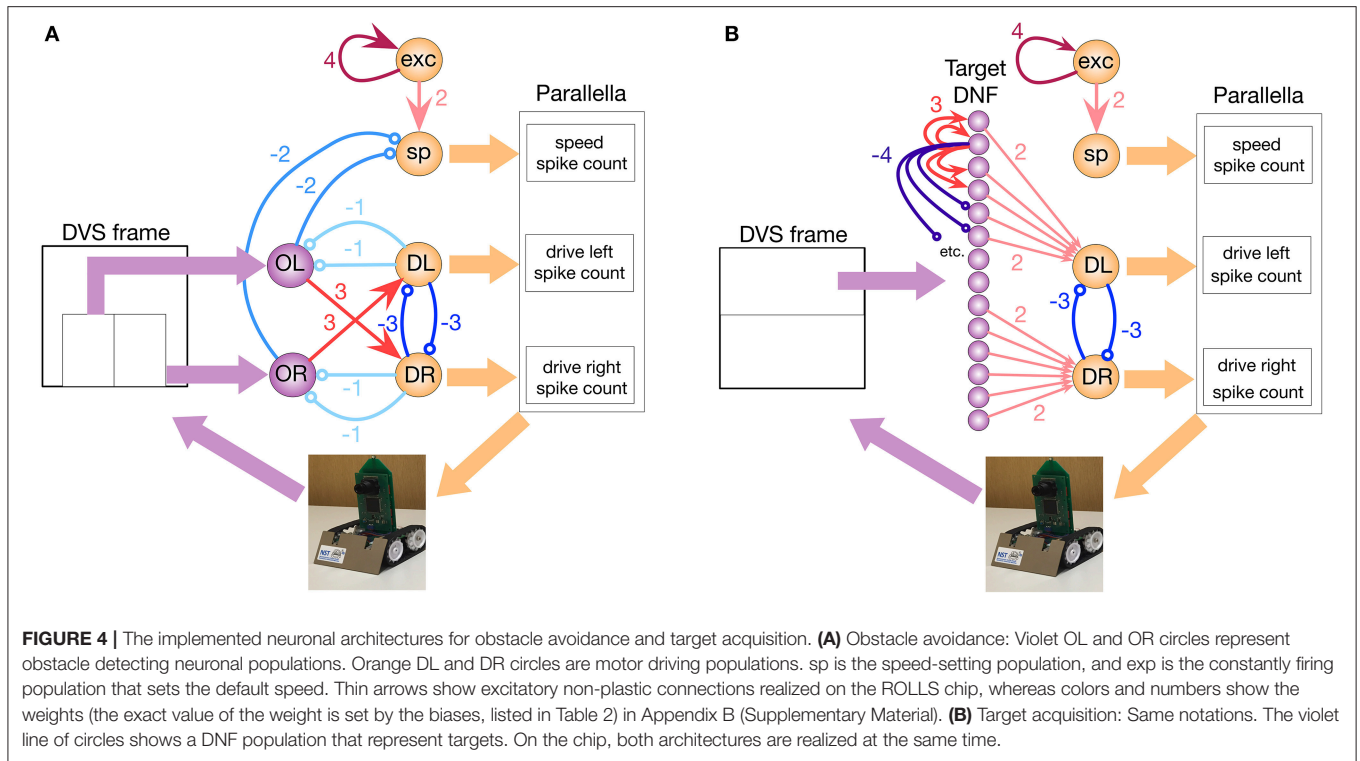 A
exc
4
2
sp
Parallella
speed
spike count
-2
-2
DVS frame
-1
-1
OL
DL
drive left
spike count
3
3
-3
-3
OR
DR
drive right
spike count
-1
-1
NST
B
Target
DNF
exc
4
2
sp
Parallella
speed
spike count
3
-4
2
DVS frame
etc.
2
DL
drive left
spike count
-3
-3
2
DR
drive right
spike count
2
NST
FIGURE 4 | The implemented neuronal architectures for obstacle avoidance and target acquisition. (A) Obstacle avoidance: Violet OL and OR circles represent
obstacle detecting neuronal populations. Orange DL and DR circles are motor driving populations. sp is the speed-setting population, and exp is the constantly firing
population that sets the default speed. Thin arrows show excitatory non-plastic connections realized on the ROLLS chip, whereas colors and numbers show the
weights (the exact value of the weight is set by the biases, listed in Table 2) in Appendix B (Supplementary Material). (B) Target acquisition: Same notations. The violet
line of circles shows a DNF population that represent targets. On the chip, both architectures are realized at the same time.